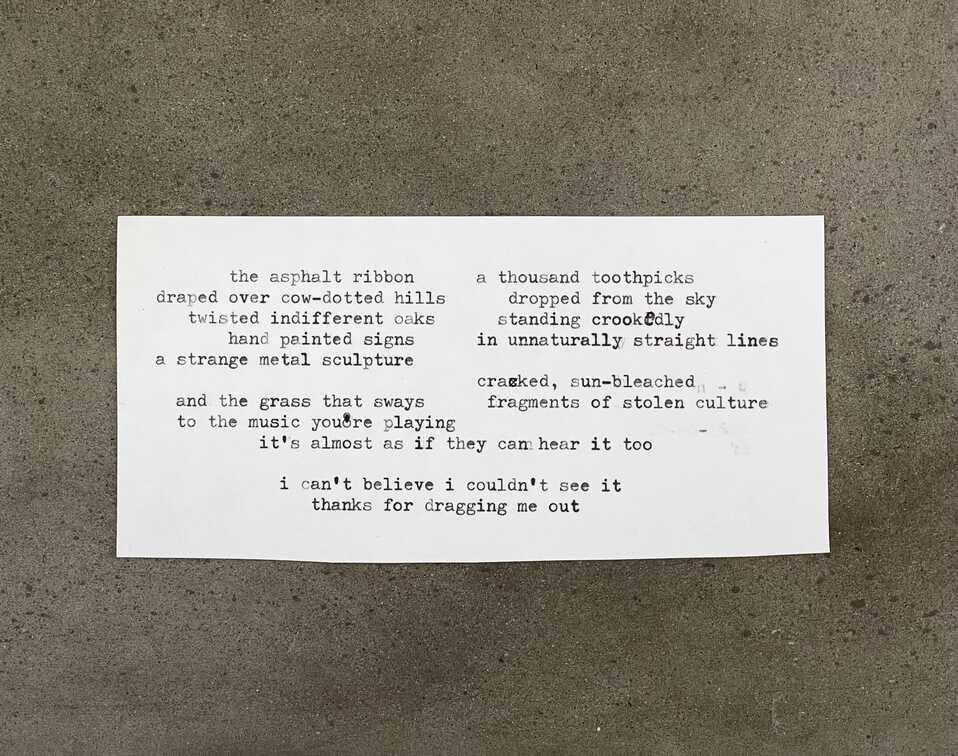 the asphalt ribbon
draped over cow-dotted hills
twisted indifferent oaks
hand painted signs
a strange metal sculpture
and the grass that sways
to the music you're playing
it's almost as if they can hear it too
a thousand toothpicks
dropped from the sky
standing crookedly
in unnaturally straight lines
cracked, sun-bleached
fragments of stolen culture
i can't believe i couldn't see it
thanks for dragging me out